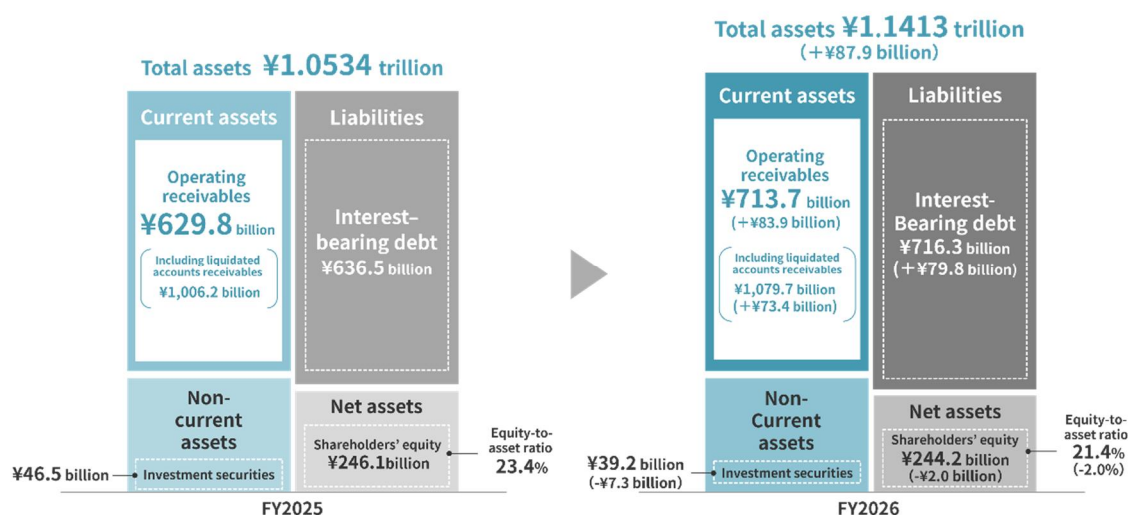 Total assets ¥1.0534 trillion
Current assets
Operating
receivables
¥629.8 billion
Including liquidated
accounts receivables
¥1,006.2 billion
Liabilities
Interest–
bearing debt
¥636.5 billion
Non-
current
assets
Investment securities
¥46.5 billion
Net assets
Shareholders’ equity
¥246.1billion
Equity-to-
asset ratio
23.4%
FY2025
Total assets ¥1.1413 trillion
(+¥87.9 billion)
Current assets
Operating
receivables
¥713.7 billion
(+¥83.9 billion)
Including liquidated
accounts receivables
¥1,079.7 billion
(+¥73.4 billion)
Liabilities
Interest-
Bearing debt
¥716.3 billion
(+¥79.8 billion)
Non-
Current
assets
Investment securities
¥39.2 billion
(-¥7.3 billion)
Net assets
Shareholders’ equity
¥244.2 billion
(-¥2.0 billion)
Equity-to-
asset ratio
21.4%
(-2.0%)
FY2026